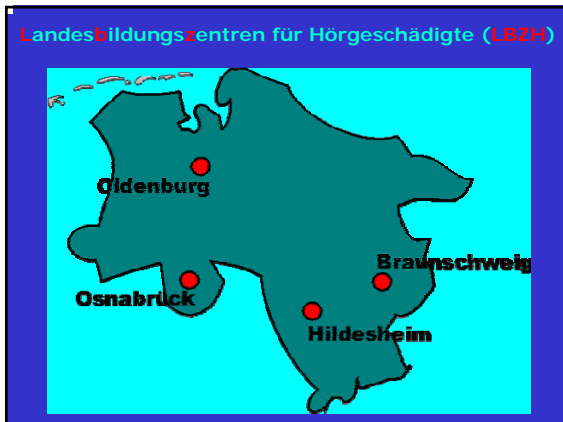 Landesbildungszentren für Hörgeschädigte (LBZH)
Oldenburg
Braunschweig
Osnabrück
Hildesheim